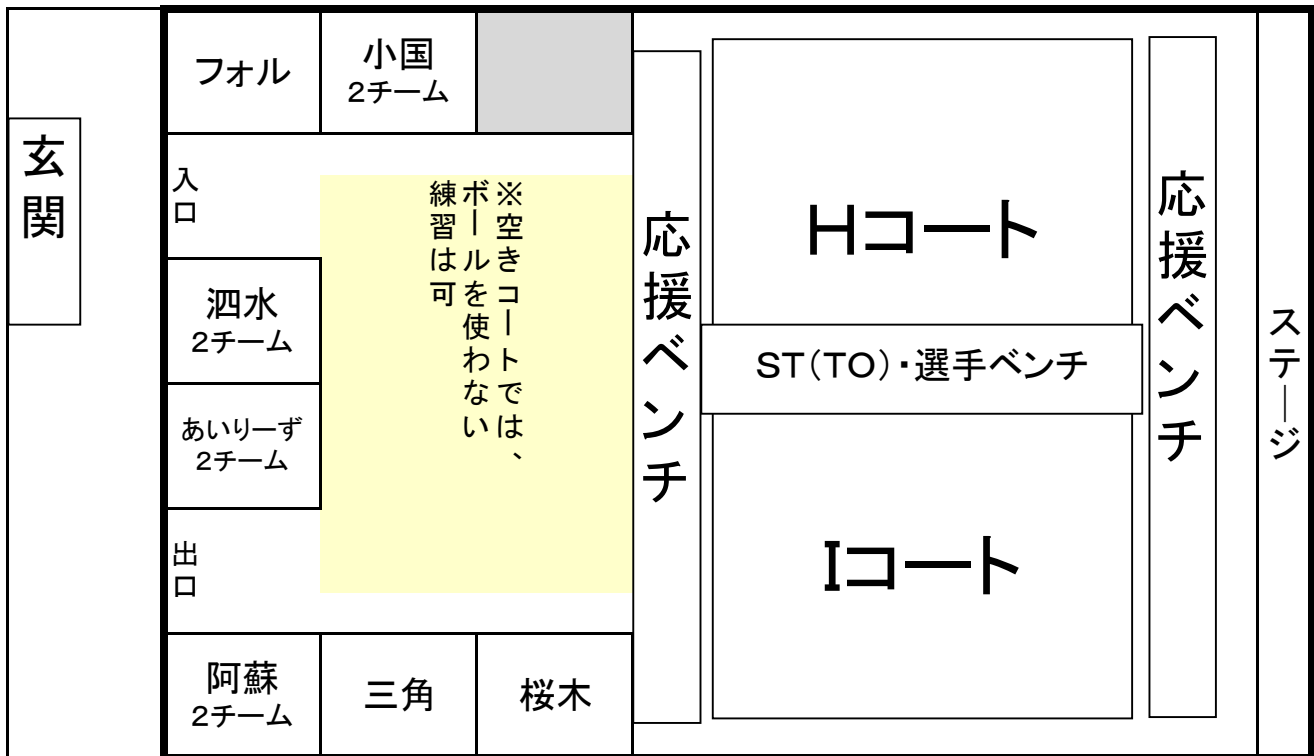 玄関
フォル
小国
2チーム
入口
泗水
2チーム
あいりーず
2チーム
出口
阿蘇
2チーム
三角
桜木
※空きコートでは、
ボールを使わない
練習は可
応援ベンチ
Hコート
ST(TO)・選手ベンチ
Iコート
応援ベンチ
ステージ